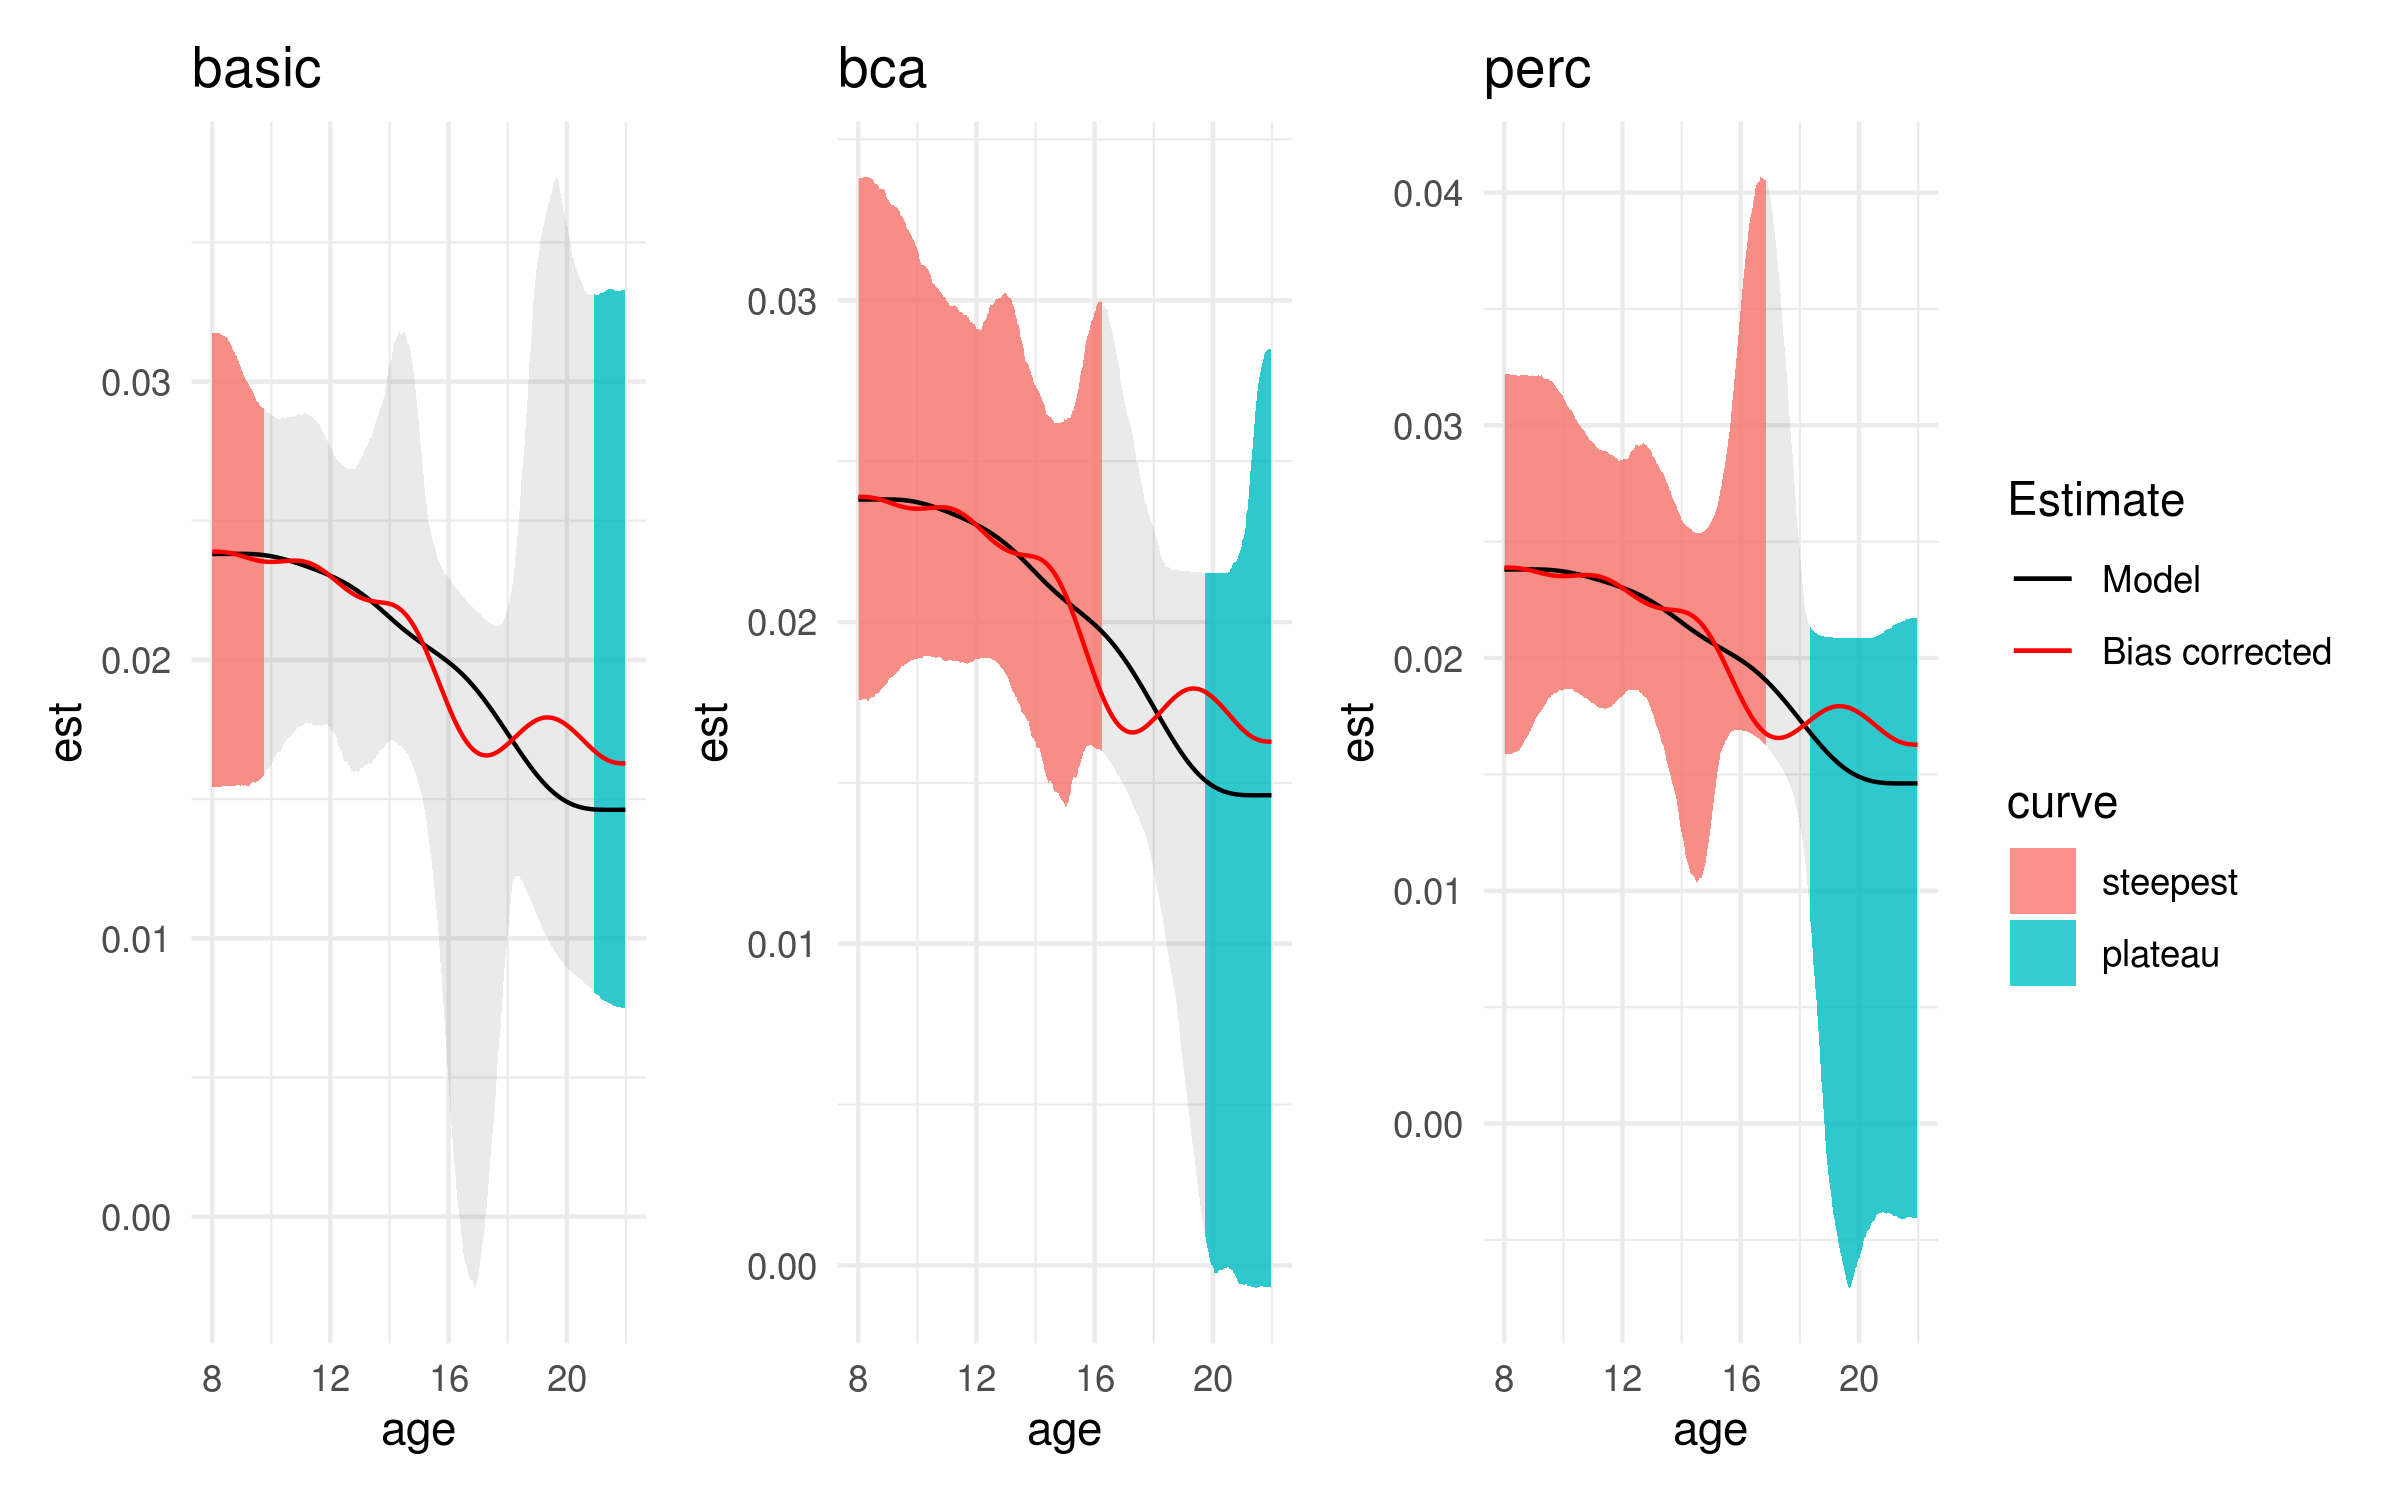 basic
bca
perc
est
0.03
0.02
0.01
0.00
8 12 16 20
age
est
0.03
0.02
0.01
0.00
8 12 16 20
age
est
0.04
0.03
0.02
0.01
0.00
8 12 16 20
age
Estimate
Model
Bias corrected
curve
steepest
plateau